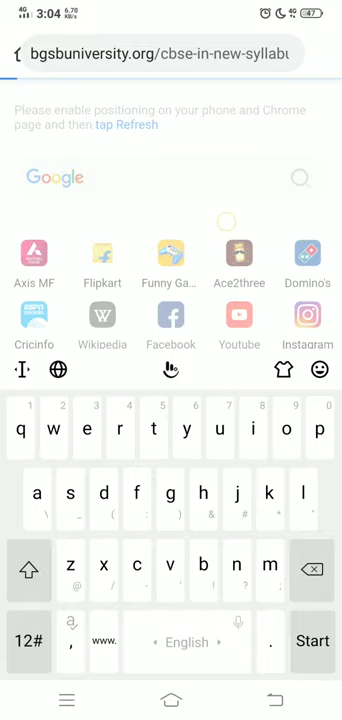 4G 3:04 6.70 KB/s 4G 47
bgsbuniversity.org/cbse-in-new-syllabu
Please enable positioning on your phone and Chrome
page and then tap Refresh
Google
Axis MF Flipkart Funny Ga... Ace2three Domino's
Cricinfo Wikipedia Facebook Youtube Instagram
1 2 3 4 5 6 7 8 9 0
q w e r t y u i o p
a s d f g h j k l
\ _ ( : ) & # * "
z x c v b n m
@ / - ' ! ? ;
12# , www. English . Start